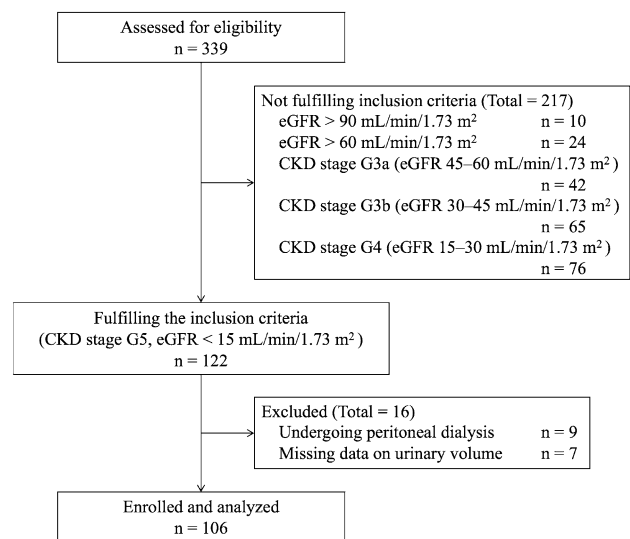 Assessed for eligibility
n = 339
Not fulfilling inclusion criteria (Total = 217)
eGFR > 90 mL/min/1.73 m² n = 10
eGFR > 60 mL/min/1.73 m² n = 24
CKD stage G3a (eGFR 45–60 mL/min/1.73 m²)
n = 42
CKD stage G3b (eGFR 30–45 mL/min/1.73 m²)
n = 65
CKD stage G4 (eGFR 15–30 mL/min/1.73 m²)
n = 76
Fulfilling the inclusion criteria
(CKD stage G5, eGFR < 15 mL/min/1.73 m²)
n = 122
Excluded (Total = 16)
Undergoing peritoneal dialysis n = 9
Missing data on urinary volume n = 7
Enrolled and analyzed
n = 106